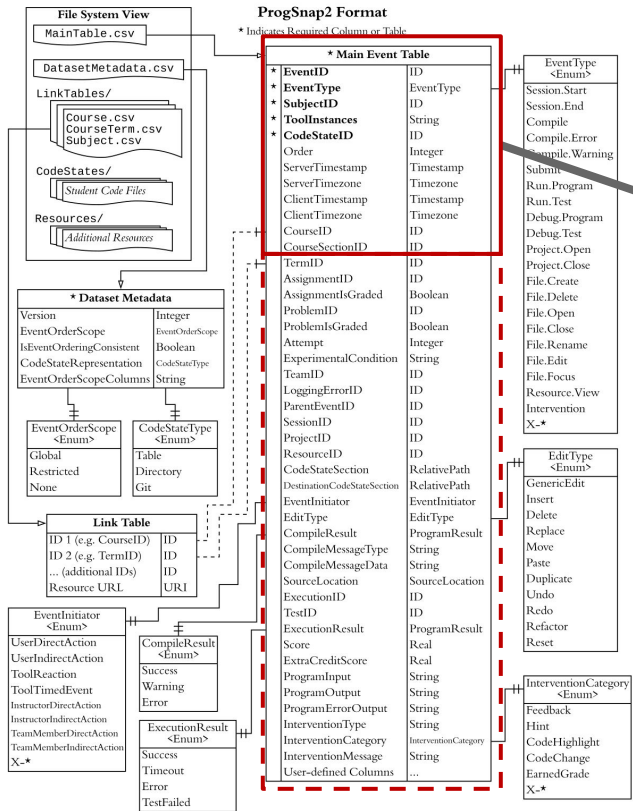 ProgSnap2 Format
* Indicates Required Column or Table
File System View
MainTable.csv
DatasetMetadata.csv
LinkTables/
Course.csv
CourseTerm.csv
Subject.csv
CodeStates/
Student Code Files
Resources/
Additional Resources
* Dataset Metadata
Version Integer
EventOrderScope EventOrderScope
IsEventOrderingConsistent Boolean
CodeStateRepresentation CodeStateType
EventOrderScopeColumns String
EventOrderScope
<Enum>
Global
Restricted
None
CodeStateType
<Enum>
Table
Directory
Git
Link Table
ID 1 (e.g. CourseID) ID
ID 2 (e.g. TermID) ID
... (additional IDs) ID
Resource URL URI
EventInitiator
<Enum>
UserDirectAction
UserIndirectAction
ToolReaction
ToolTimedEvent
InstructorDirectAction
InstructorIndirectAction
TeamMemberDirectAction
TeamMemberIndirectAction
X-*
CompileResult
<Enum>
Success
Warning
Error
ExecutionResult
<Enum>
Success
Timeout
Error
TestFailed
* Main Event Table
* EventID ID
* EventType EventType
* SubjectID ID
* ToolInstances String
* CodeStateID ID
Order Integer
ServerTimestamp Timestamp
ServerTimezone Timezone
ClientTimestamp Timestamp
ClientTimezone Timezone
CourseID ID
CourseSectionID ID
TermID ID
AssignmentID ID
AssignmentIsGraded Boolean
ProblemID ID
ProblemIsGraded Boolean
Attempt Integer
ExperimentalCondition String
TeamID ID
LoggingErrorID ID
ParentEventID ID
SessionID ID
ProjectID ID
ResourceID ID
CodeStateSection RelativePath
DestinationCodeStateSection RelativePath
EventInitiator EventInitiator
EditType EditType
CompileResult ProgramResult
CompileMessageType String
CompileMessageData String
SourceLocation SourceLocation
ExecutionID ID
TestID ID
ExecutionResult ProgramResult
Score Real
ExtraCreditScore Real
ProgramInput String
ProgramOutput String
ProgramErrorOutput String
InterventionType String
InterventionCategory InterventionCategory
InterventionMessage String
User-defined Columns ...
EventType
<Enum>
Session.Start
Session.End
Compile
Compile.Error
Compile.Warning
Submit
Run.Program
Run.Test
Debug.Program
Debug.Test
Project.Open
Project.Close
File.Create
File.Delete
File.Open
File.Close
File.Rename
File.Edit
File.Focus
Resource.View
Intervention
X-*
EditType
<Enum>
GenericEdit
Insert
Delete
Replace
Move
Paste
Duplicate
Undo
Redo
Refactor
Reset
InterventionCategory
<Enum>
Feedback
Hint
CodeHighlight
CodeChange
EarnedGrade
X-*